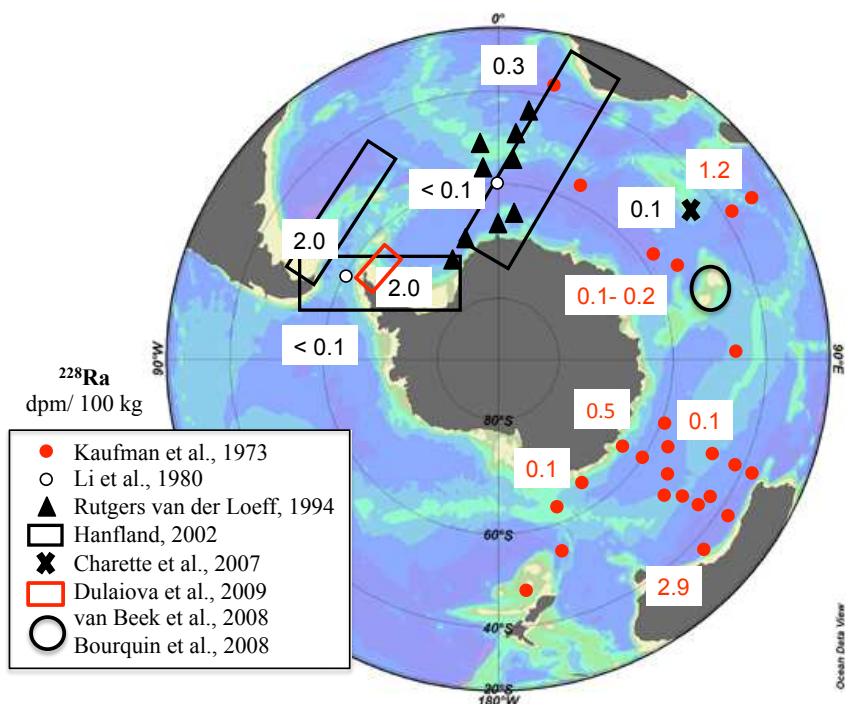 0°
0.3
1.2
< 0.1
0.1
2.0
2.0
0.1- 0.2
< 0.1
90°W
90°E
²²⁸Ra
dpm/ 100 kg
80°S
0.5
0.1
0.1
60°S
2.9
40°S
20°S
180°W
Kaufman et al., 1973
Li et al., 1980
Rutgers van der Loeff, 1994
Hanfland, 2002
Charette et al., 2007
Dulaiova et al., 2009
van Beek et al., 2008
Bourquin et al., 2008
Ocean Data View